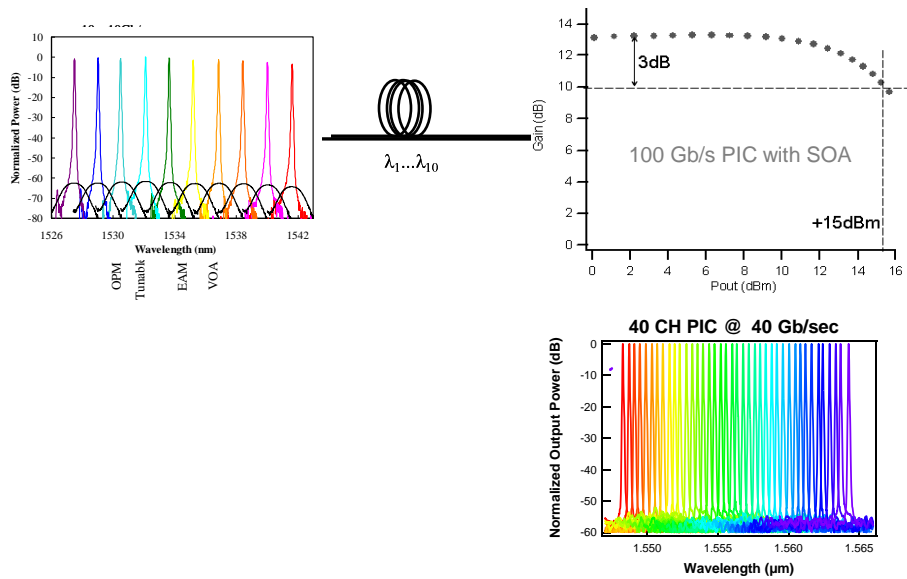 10
0
-10
-20
-30
-40
-50
-60
-70
-80
Normalized Power (dB)
1526
1530
1534
1538
1542
Wavelength (nm)
OPM
Tunable
EAM
VOA
λ1...λ10
14
12
10
8
6
4
2
0
Gain (dB)
3dB
100 Gb/s PIC with SOA
+15dBm
0
2
4
6
8
10
12
14
16
Pout (dBm)
40 CH PIC @ 40 Gb/sec
0
-10
-20
-30
-40
-50
-60
Normalized Output Power (dB)
1.550
1.555
1.560
1.565
Wavelength (µm)